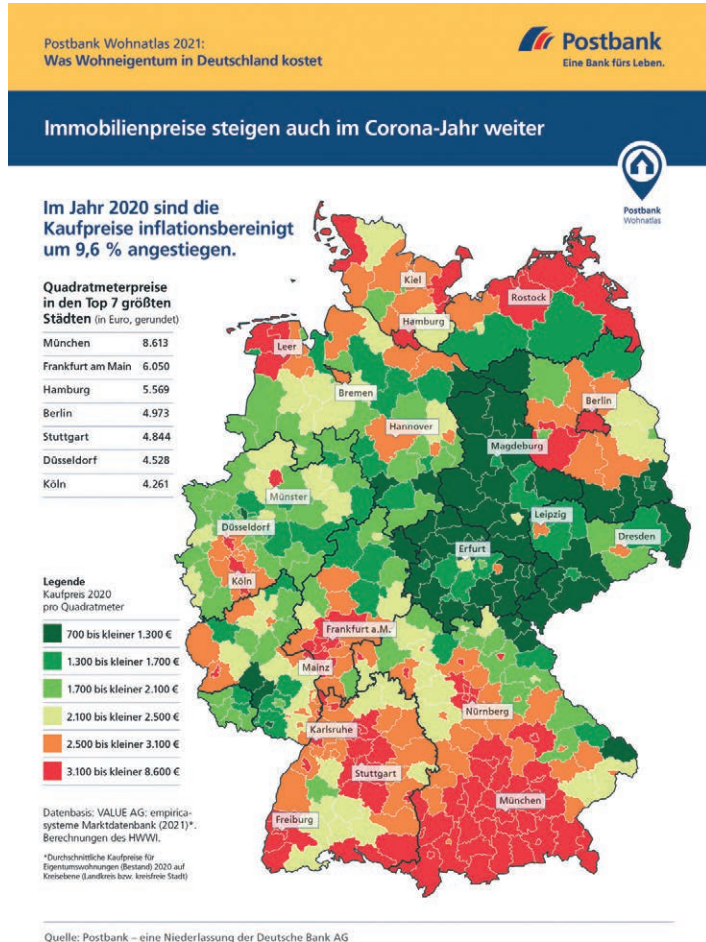 Postbank Wohnatlas 2021:
Was Wohneigentum in Deutschland kostet
Postbank
Eine Bank fürs Leben.
Immobilienpreise steigen auch im Corona-Jahr weiter
Postbank
Wohnatlas
Im Jahr 2020 sind die
Kaufpreise inflationsbereinigt
um 9,6 % angestiegen.
Quadratmeterpreise
in den Top 7 größten
Städten (in Euro, gerundet)
München 8.613
Frankfurt am Main 6.050
Hamburg 5.569
Berlin 4.973
Stuttgart 4.844
Düsseldorf 4.528
Köln 4.261
Kiel
Rostock
Hamburg
Leer
Bremen
Berlin
Hannover
Magdeburg
Münster
Leipzig
Düsseldorf
Dresden
Erfurt
Köln
Frankfurt a.M.
Mainz
Nürnberg
Karlsruhe
Stuttgart
München
Freiburg
Legende
Kaufpreis 2020
pro Quadratmeter
700 bis kleiner 1.300 €
1.300 bis kleiner 1.700 €
1.700 bis kleiner 2.100 €
2.100 bis kleiner 2.500 €
2.500 bis kleiner 3.100 €
3.100 bis kleiner 8.600 €
Datenbasis: VALUE AG: empirica-
systeme Marktdatenbank (2021)*.
Berechnungen des HWWI.
*Durchschnittliche Kaufpreise für
Eigentumswohnungen (Bestand) 2020 auf
Kreisebene (Landkreis bzw. kreisfreie Stadt)
Quelle: Postbank – eine Niederlassung der Deutsche Bank AG